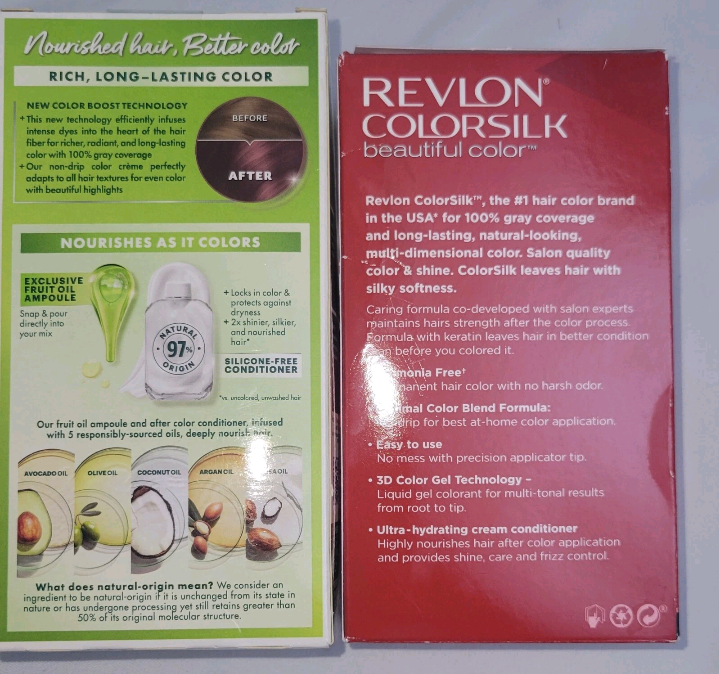 Nourished hair, Better color
RICH, LONG-LASTING COLOR
NEW COLOR BOOST TECHNOLOGY
+ This new technology efficiently infuses
intense dyes into the heart of the hair
fiber for richer, radiant, and long-lasting
color with 100% gray coverage
+ Our non-drip color crème perfectly
adapts to all hair textures for even color
with beautiful highlights
BEFORE
AFTER
NOURISHES AS IT COLORS
EXCLUSIVE
FRUIT OIL
AMPOULE
Snap & pour
directly into
your mix
NATURAL
97%
ORIGIN
+ Locks in color &
protects against
dryness
+ 2x shinier, silkier,
and nourished
hair*
SILICONE-FREE
CONDITIONER
*vs. uncolored, unwashed hair
Our fruit oil ampoule and after color conditioner, infused
with 5 responsibly-sourced oils, deeply nourish hair.
AVOCADO OIL
OLIVE OIL
COCONUT OIL
ARGAN OIL
OIL
What does natural-origin mean? We consider an
ingredient to be natural-origin if it is unchanged from its state in
nature or has undergone processing yet still retains greater than
50% of its original molecular structure.
REVLON®
COLORSILK
beautiful color™
Revlon ColorSilk™, the #1 hair color brand
in the USA* for 100% gray coverage
and long-lasting, natural-looking,
multi-dimensional color. Salon quality
color & shine. ColorSilk leaves hair with
silky softness.
Caring formula co-developed with salon experts
maintains hairs strength after the color process.
Formula with keratin leaves hair in better condition
than before you colored it.
Free†
hair color with no harsh odor.
Color Blend Formula:
for best at-home color application.
• Easy to use
No mess with precision applicator tip.
• 3D Color Gel Technology –
Liquid gel colorant for multi-tonal results
from root to tip.
• Ultra-hydrating cream conditioner
Highly nourishes hair after color application
and provides shine, care and frizz control.